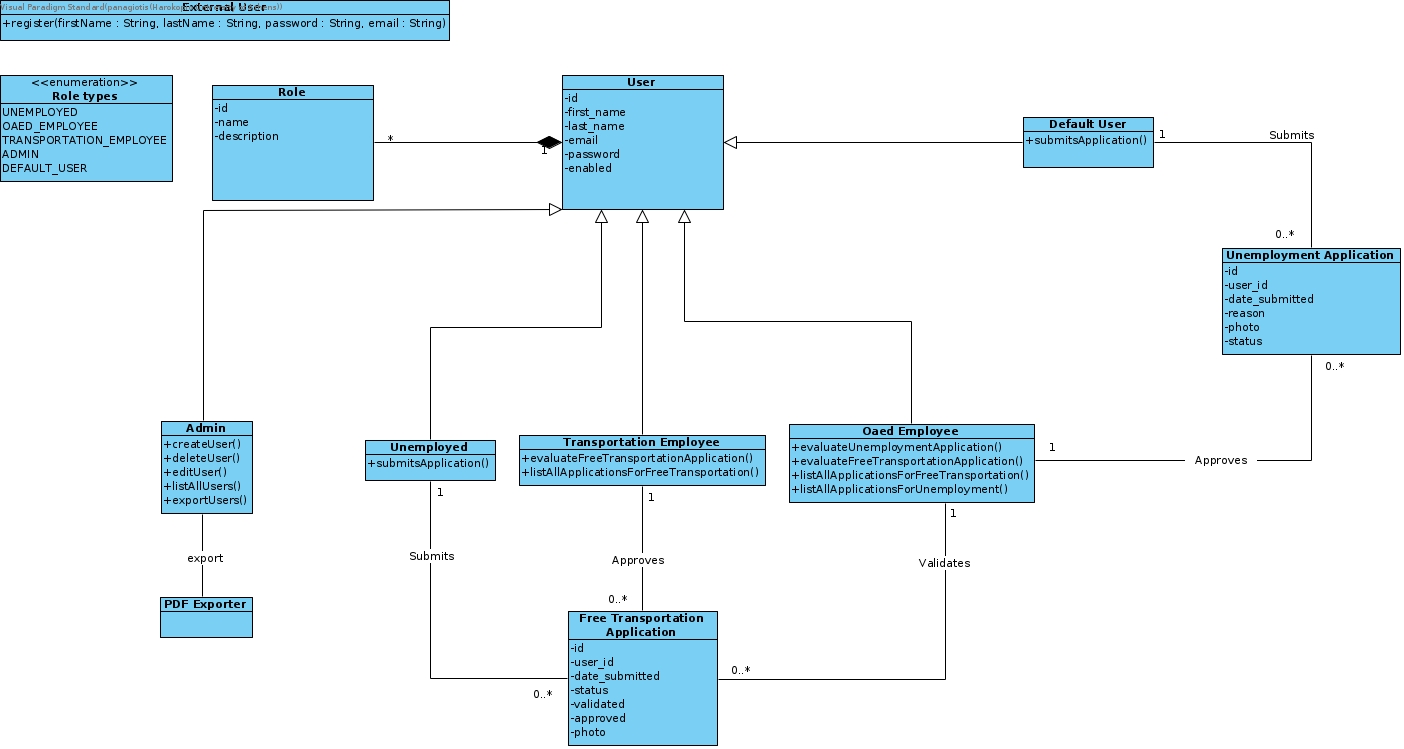 Visual Paradigm Standard(panagiotis(Harokopio
+register(firstName : String, lastName : String, password : String, email : String)
<<enumeration>>
Role types
UNEMPLOYED
OAED_EMPLOYEE
TRANSPORTATION_EMPLOYEE
ADMIN
DEFAULT_USER
Role
-id
-name
-description
*
1
User
-id
-first_name
-last_name
-email
-password
-enabled
Default User
+submitsApplication()
1
Submits
0..*
Unemployment Application
-id
-user_id
-date_submitted
-reason
-photo
-status
0..*
Admin
+createUser()
+deleteUser()
+editUser()
+listAllUsers()
+exportUsers()
export
PDF Exporter
Unemployed
+submitsApplication()
1
Submits
0..*
Transportation Employee
+evaluateFreeTransportationApplication()
+listAllApplicationsForFreeTransportation()
1
Approves
0..*
Oaed Employee
+evaluateUnemploymentApplication()
+evaluateFreeTransportationApplication()
+listAllApplicationsForFreeTransportation()
+listAllApplicationsForUnemployment()
1
Approves
1
Validates
0..*
Free Transportation
Application
-id
-user_id
-date_submitted
-status
-validated
-approved
-photo